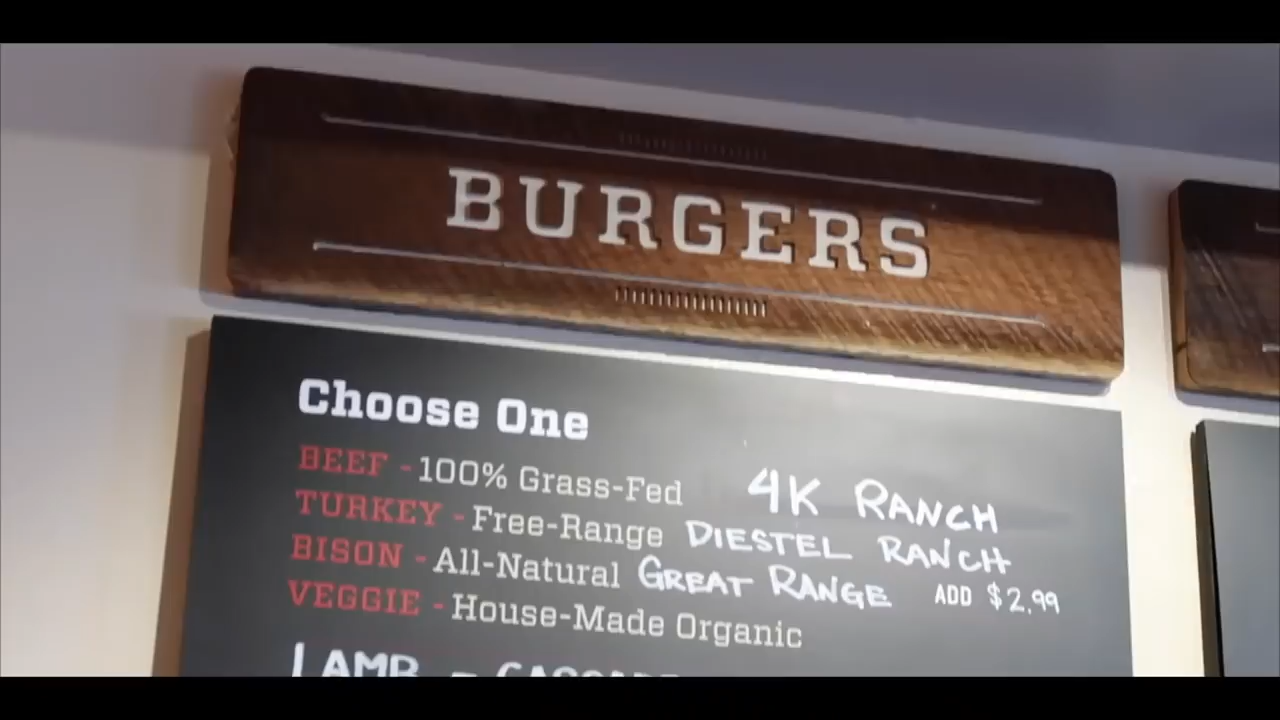 BURGERS
Choose One
BEEF - 100% Grass-Fed 4K RANCH
TURKEY - Free-Range DIESTEL RANCH
BISON - All-Natural GREAT RANGE ADD $2.99
VEGGIE - House-Made Organic
LAMB -